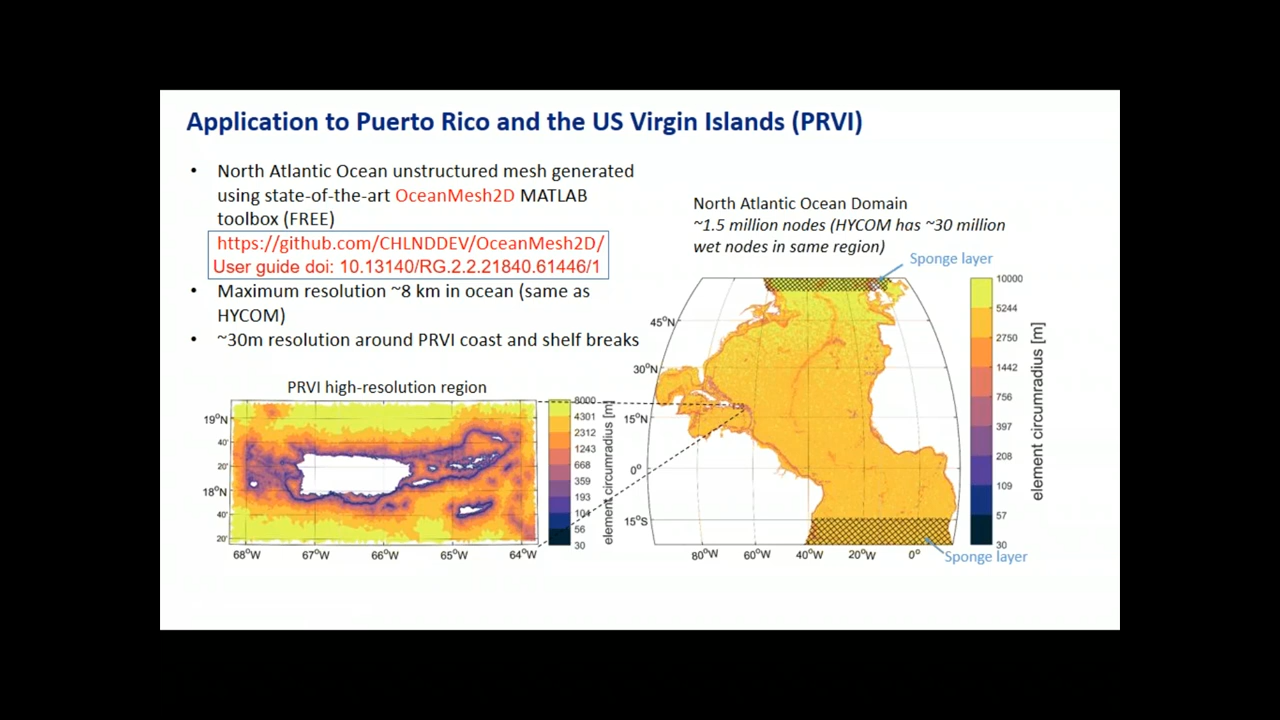 Application to Puerto Rico and the US Virgin Islands (PRVI)
• North Atlantic Ocean unstructured mesh generated
using state-of-the-art OceanMesh2D MATLAB
toolbox (FREE)
https://github.com/CHLNDDEV/OceanMesh2D/
User guide doi: 10.13140/RG.2.2.21840.61446/1
• Maximum resolution ~8 km in ocean (same as
HYCOM)
• ~30m resolution around PRVI coast and shelf breaks
PRVI high-resolution region
19°N
40'
20'
18°N
40'
20'
68°W 67°W 66°W 65°W 64°W
8000
4301
2312
1243
668
359
193
104
56
30
element circumradius [m]
North Atlantic Ocean Domain
~1.5 million nodes (HYCOM has ~30 million
wet nodes in same region)
Sponge layer
45°N
30°N
15°N
0°
15°S
80°W 60°W 40°W 20°W 0°
10000
5244
2750
1442
756
397
208
109
57
30
element circumradius [m]
Sponge layer